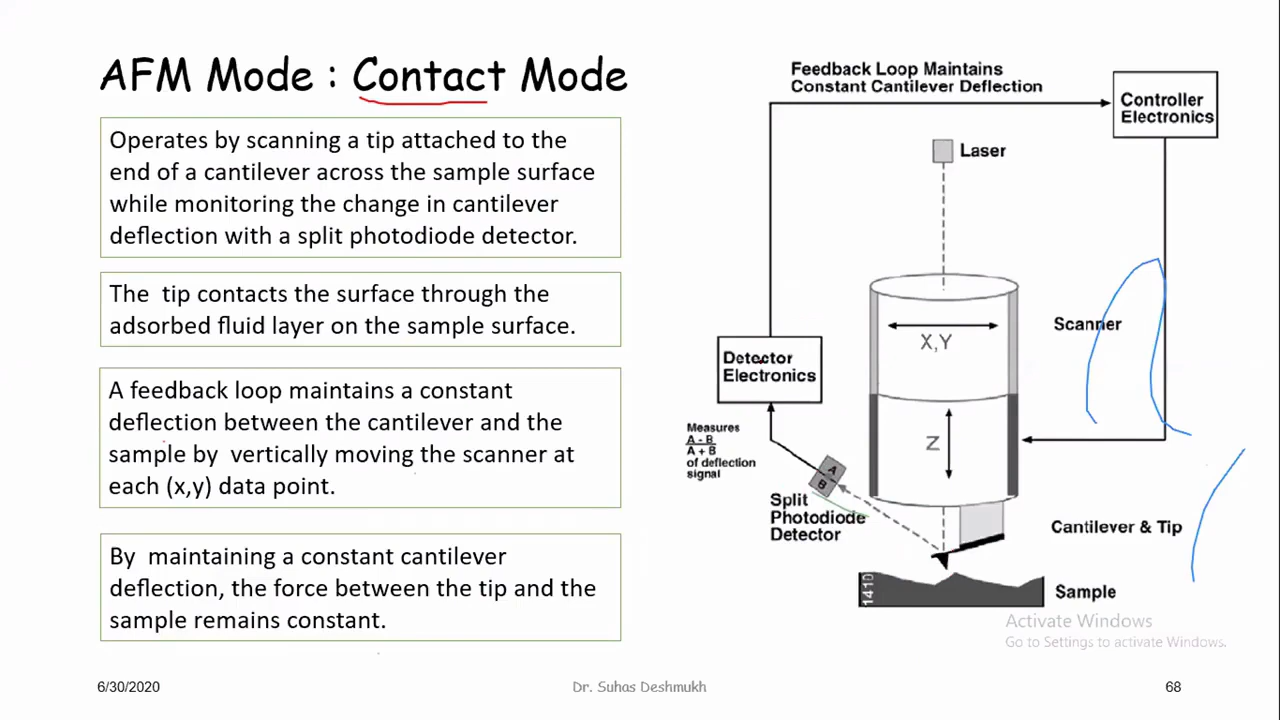 AFM Mode : Contact Mode
Operates by scanning a tip attached to the
end of a cantilever across the sample surface
while monitoring the change in cantilever
deflection with a split photodiode detector.
The  tip contacts the surface through the
adsorbed fluid layer on the sample surface.
A feedback loop maintains a constant
deflection between the cantilever and the
sample by  vertically moving the scanner at
each (x,y) data point.
By  maintaining a constant cantilever
deflection, the force between the tip and the
sample remains constant.
Feedback Loop Maintains
Constant Cantilever Deflection
Controller
Electronics
Laser
Scanner
X,Y
Detector
Electronics
Z
Measures
A - B
A + B
of deflection
signal
A
B
Split
Photodiode
Detector
Cantilever & Tip
1410
Sample
Activate Windows
Go to Settings to activate Windows.
6/30/2020
Dr. Suhas Deshmukh
68